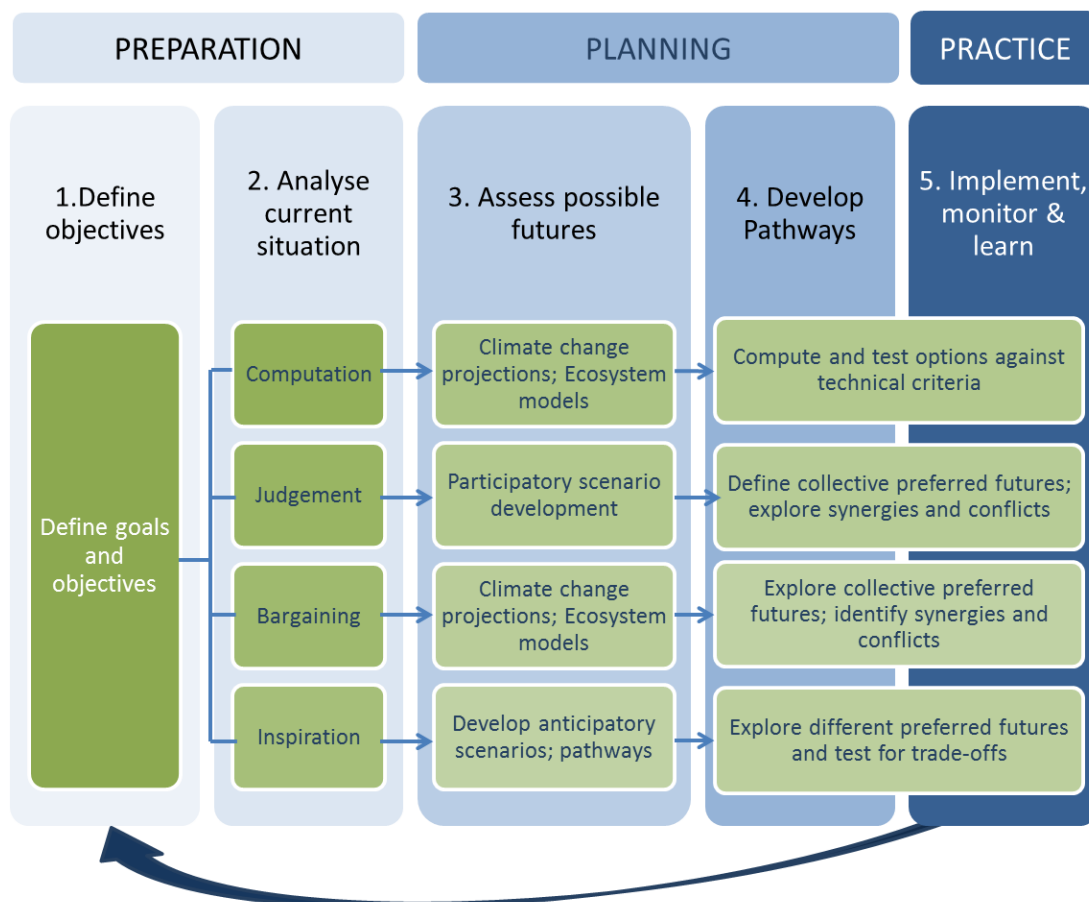 PREPARATION
PLANNING
PRACTICE
1.Define
objectives
2. Analyse
current
situation
3. Assess possible
futures
4. Develop
Pathways
5. Implement,
monitor &
learn
Define goals
and
objectives
Computation
Climate change
projections; Ecosystem
models
Compute and test options against
technical criteria
Judgement
Participatory scenario
development
Define collective preferred futures;
explore synergies and conflicts
Bargaining
Climate change
projections; Ecosystem
models
Explore collective preferred
futures; identify synergies and
conflicts
Inspiration
Develop anticipatory
scenarios; pathways
Explore different preferred futures
and test for trade-offs